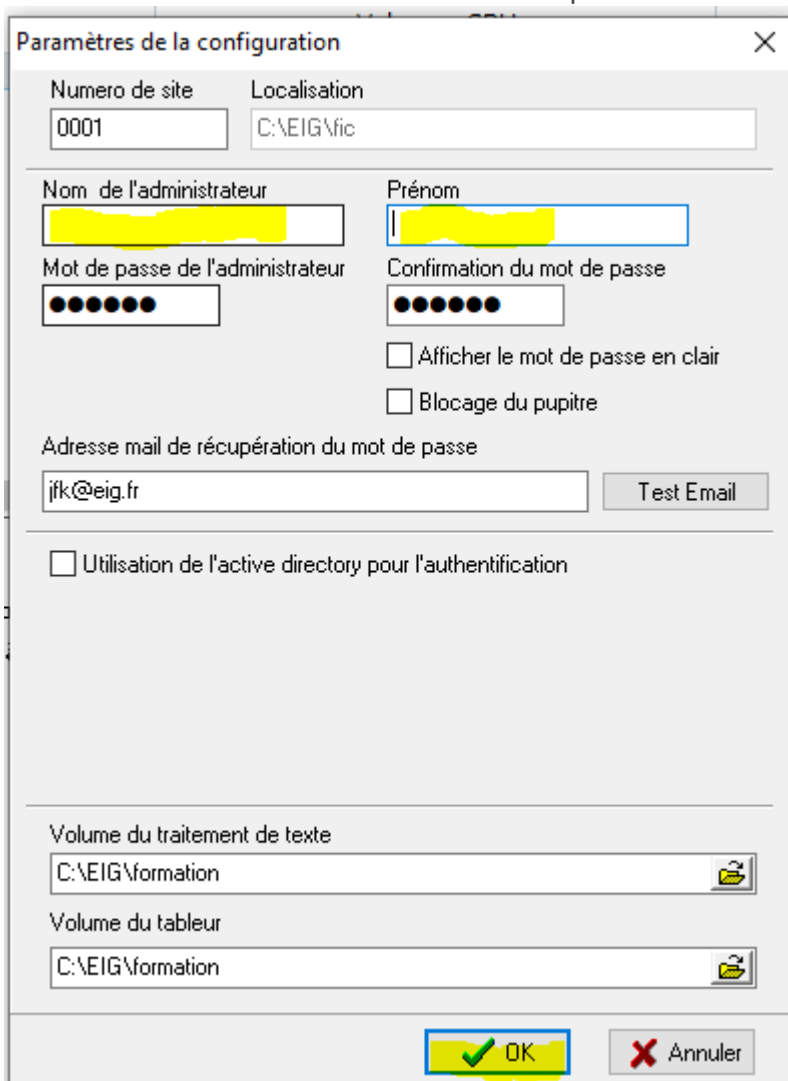 Paramètres de la configuration
Numero de site Localisation
0001 C:\EIG\fic
Nom de l'administrateur Prénom
Mot de passe de l'administrateur Confirmation du mot de passe
●●●●●● ●●●●●●
Afficher le mot de passe en clair
Blocage du pupitre
Adresse mail de récupération du mot de passe
jfk@eig.fr Test Email
Utilisation de l'active directory pour l'authentification
Volume du traitement de texte
C:\EIG\formation
Volume du tableur
C:\EIG\formation
OK Annuler